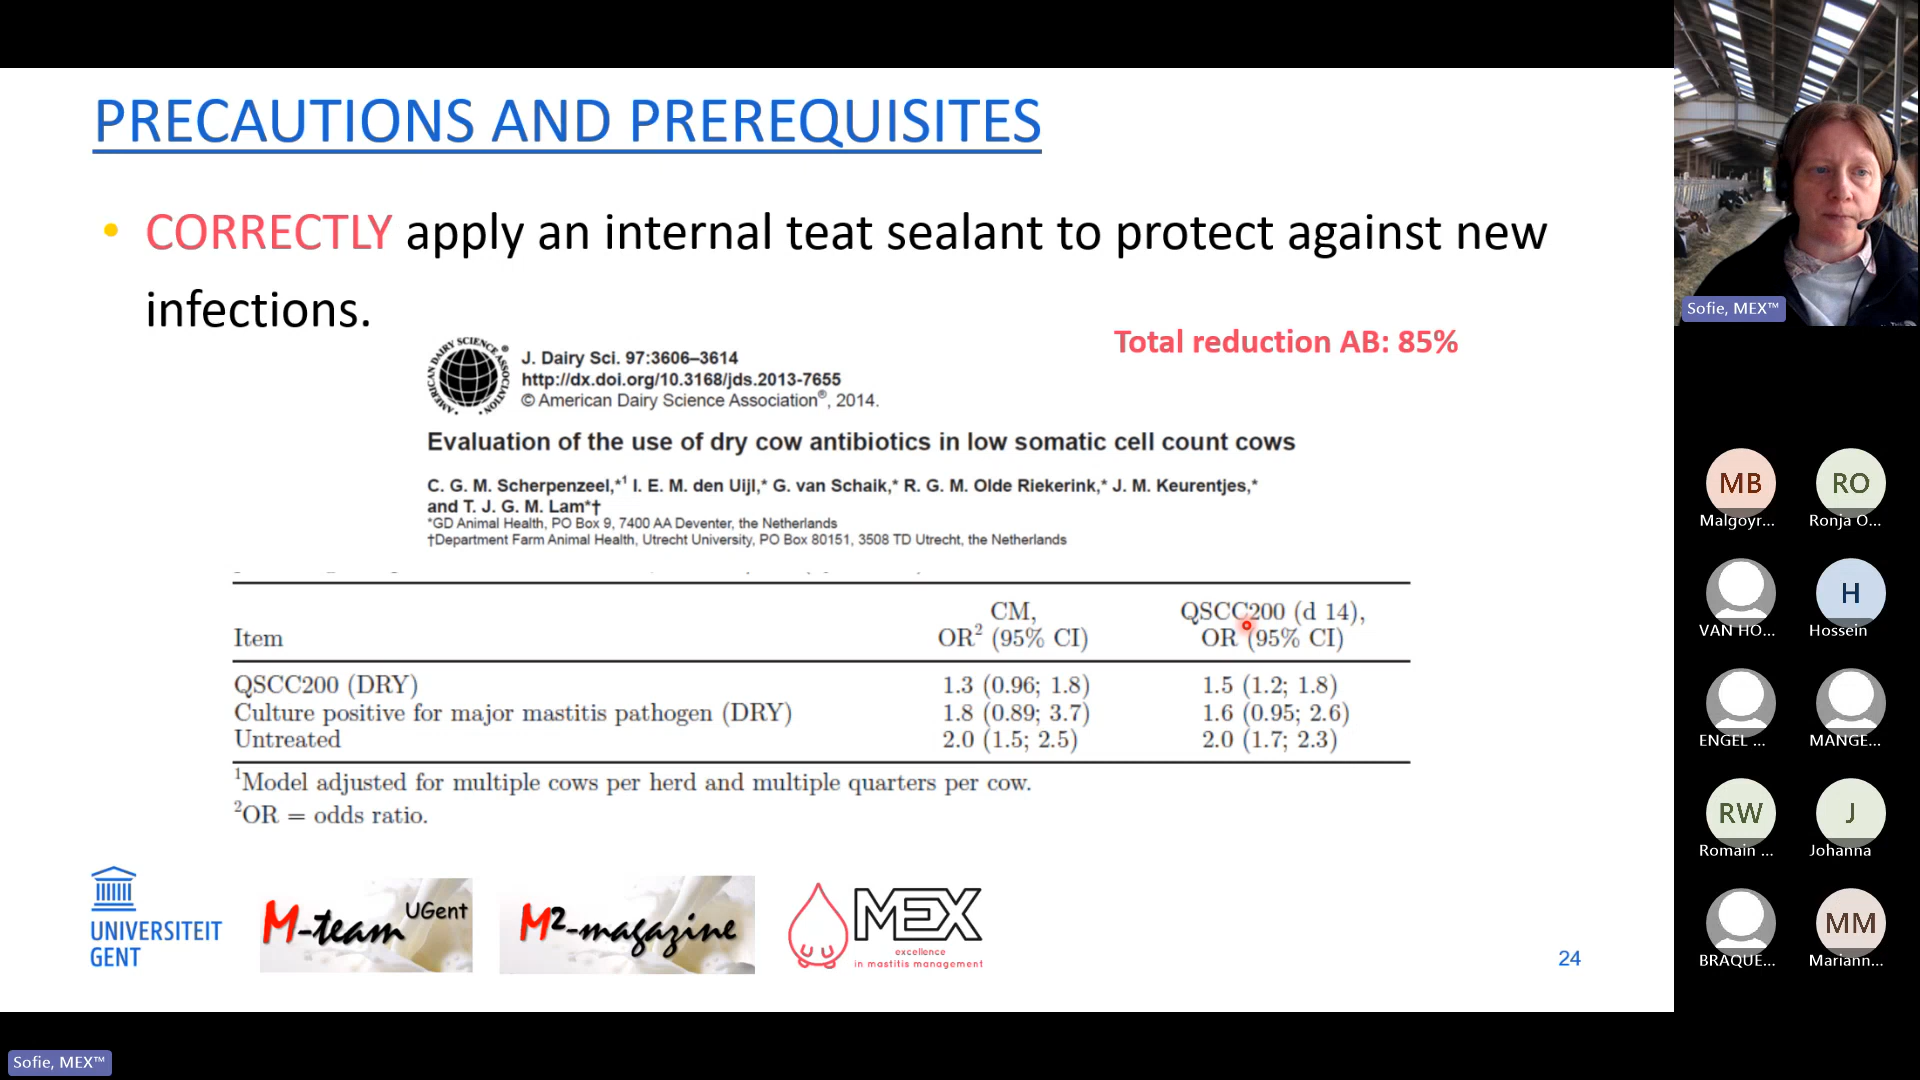 PRECAUTIONS AND PREREQUISITES
• CORRECTLY apply an internal teat sealant to protect against new
infections.
Total reduction AB: 85%
AMERICAN DAIRY SCIENCE ASSOCIATION®
J. Dairy Sci. 97:3606–3614
http://dx.doi.org/10.3168/jds.2013-7655
© American Dairy Science Association®, 2014.
Evaluation of the use of dry cow antibiotics in low somatic cell count cows
C. G. M. Scherpenzeel,*¹ I. E. M. den Uijl,* G. van Schaik,* R. G. M. Olde Riekerink,* J. M. Keurentjes,*
and T. J. G. M. Lam*†
*GD Animal Health, PO Box 9, 7400 AA Deventer, the Netherlands
†Department Farm Animal Health, Utrecht University, PO Box 80151, 3508 TD Utrecht, the Netherlands
Item CM, OR² (95% CI) QSCC200 (d 14), OR (95% CI)
QSCC200 (DRY) 1.3 (0.96; 1.8) 1.5 (1.2; 1.8)
Culture positive for major mastitis pathogen (DRY) 1.8 (0.89; 3.7) 1.6 (0.95; 2.6)
Untreated 2.0 (1.5; 2.5) 2.0 (1.7; 2.3)
¹Model adjusted for multiple cows per herd and multiple quarters per cow.
²OR = odds ratio.
UNIVERSITEIT
GENT
M-team UGent
M²-magazine
MEX
excellence
in mastitis management
24
Sofie, MEX™
MB
Malgoyr...
RO
Ronja O...
VAN HO...
H
Hossein
ENGEL ...
MANGE...
RW
Romain ...
J
Johanna
BRAQUE...
MM
Mariann...
Sofie, MEX™